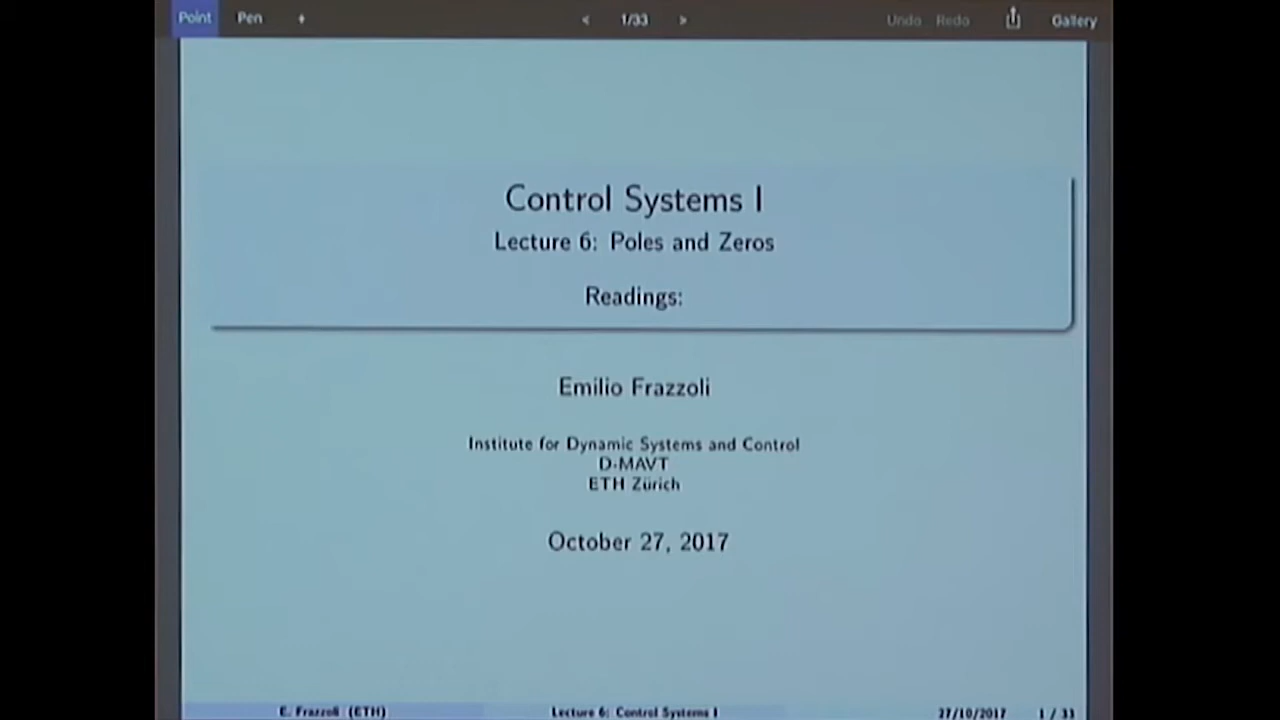 Point Pen + < 1/33 > Undo Redo Gallery
Control Systems I
Lecture 6: Poles and Zeros
Readings:
Emilio Frazzoli
Institute for Dynamic Systems and Control
D-MAVT
ETH Zürich
October 27, 2017
E. Frazzoli (ETH) Lecture 6: Control Systems I 27/10/2017 1 / 33